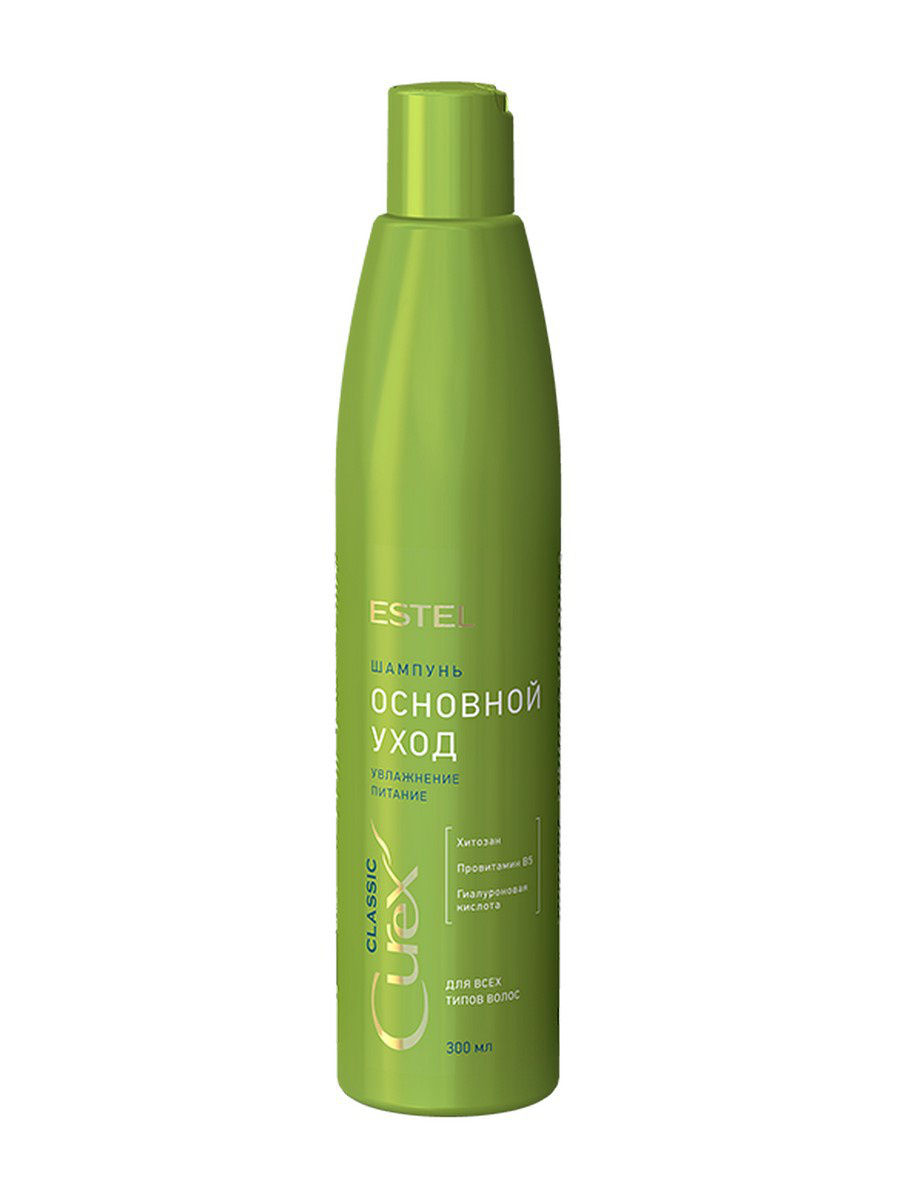 ESTEL
ШАМПУНЬ
ОСНОВНОЙ
УХОД
УВЛАЖНЕНИЕ
ПИТАНИЕ
CLASSIC
Curex
Хитозан
Провитамин B5
Гиалуроновая
кислота
ДЛЯ ВСЕХ
ТИПОВ ВОЛОС
300 мл